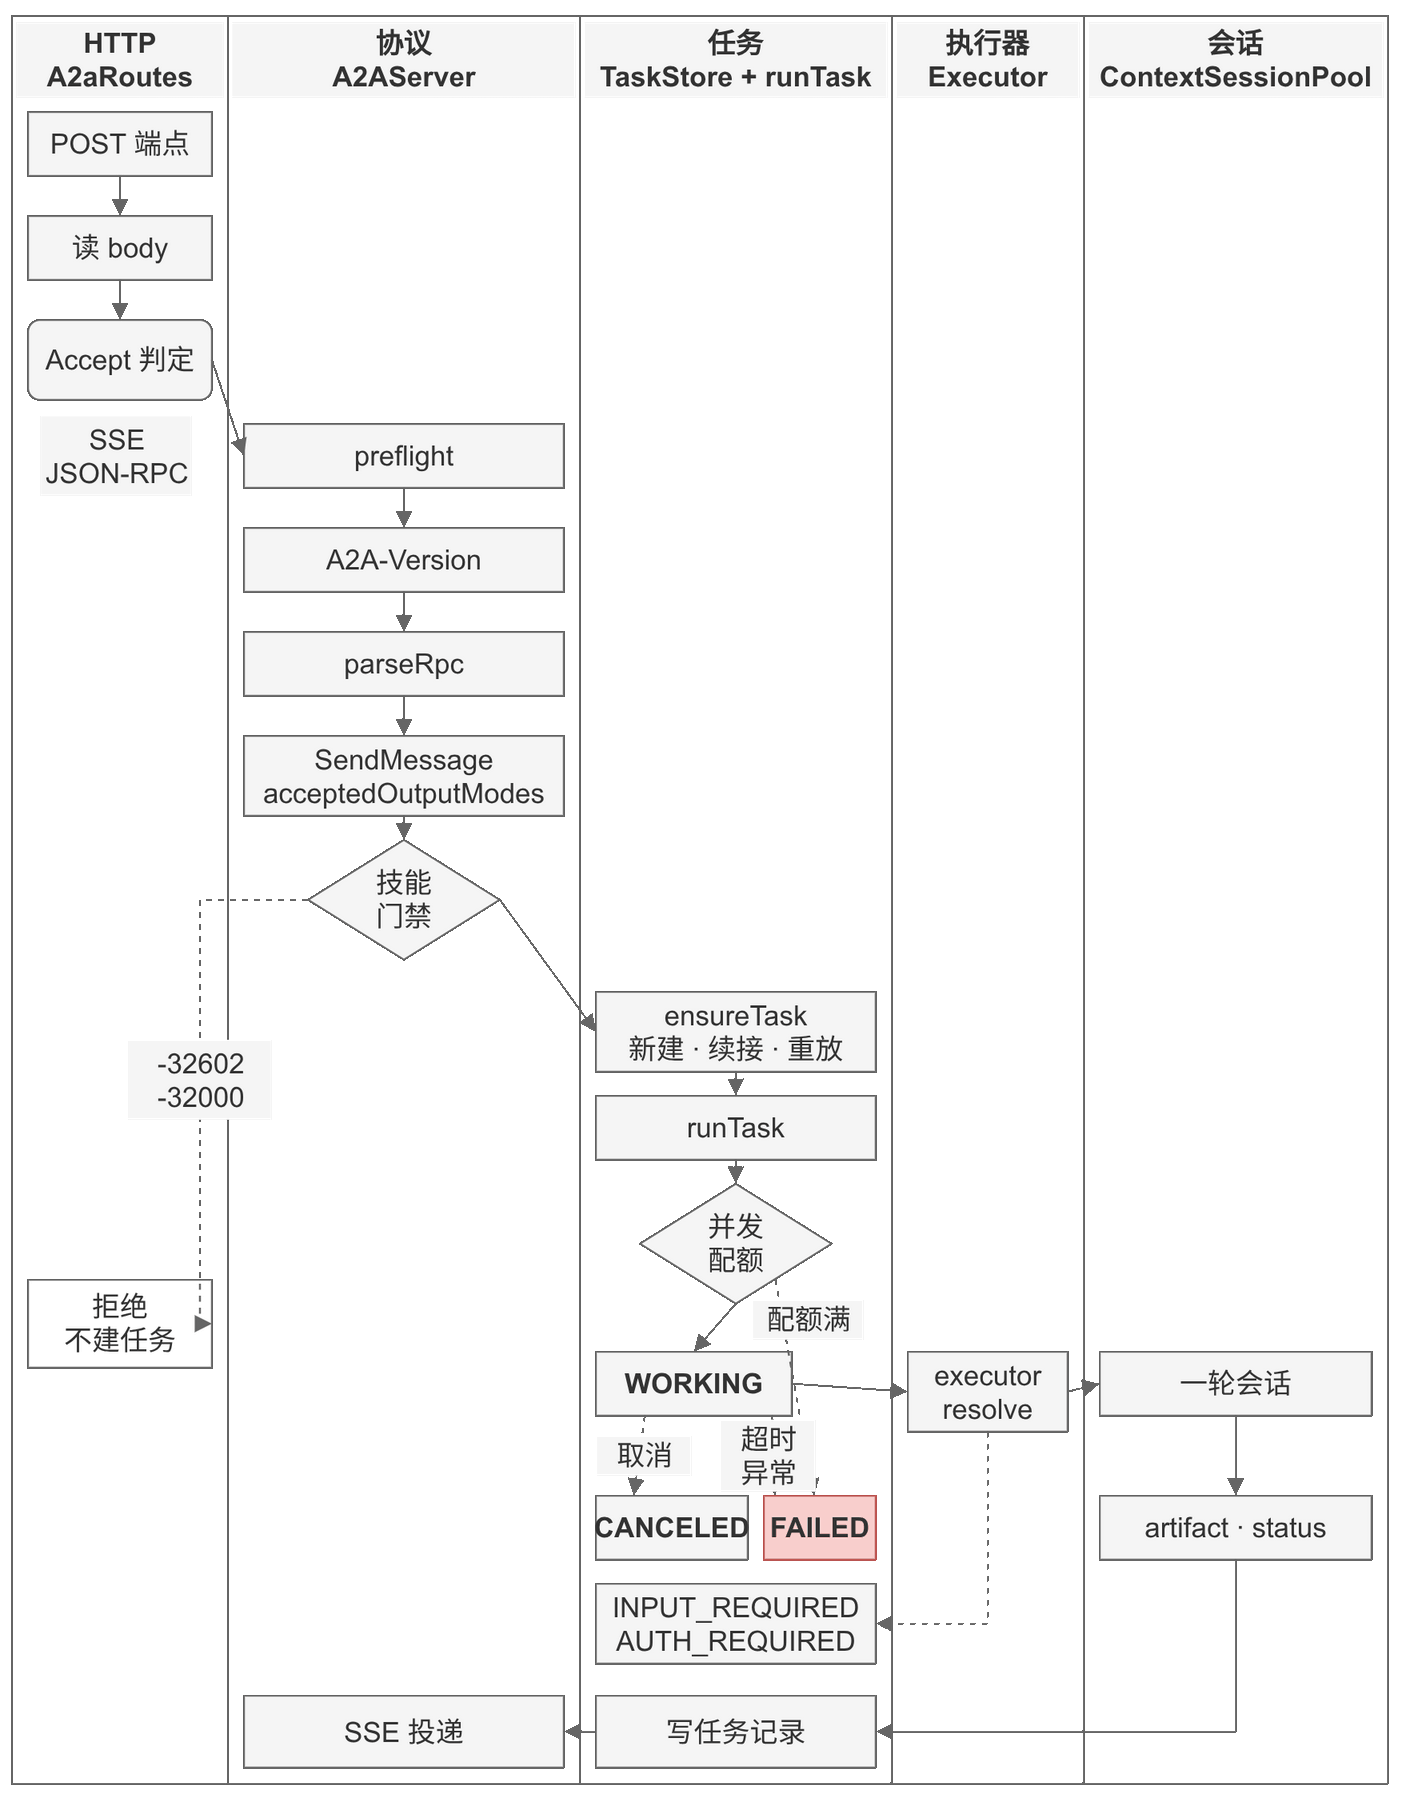 HTTP
A2aRoutes
协议
A2AServer
任务
TaskStore + runTask
执行器
Executor
会话
ContextSessionPool
POST 端点
读 body
Accept 判定
SSE
JSON-RPC
preflight
A2A-Version
parseRpc
SendMessage
acceptedOutputModes
技能
门禁
-32602
-32000
拒绝
不建任务
ensureTask
新建 · 续接 · 重放
runTask
并发
配额
配额满
WORKING
取消
超时
异常
CANCELED
FAILED
executor
resolve
一轮会话
artifact · status
INPUT_REQUIRED
AUTH_REQUIRED
写任务记录
SSE 投递